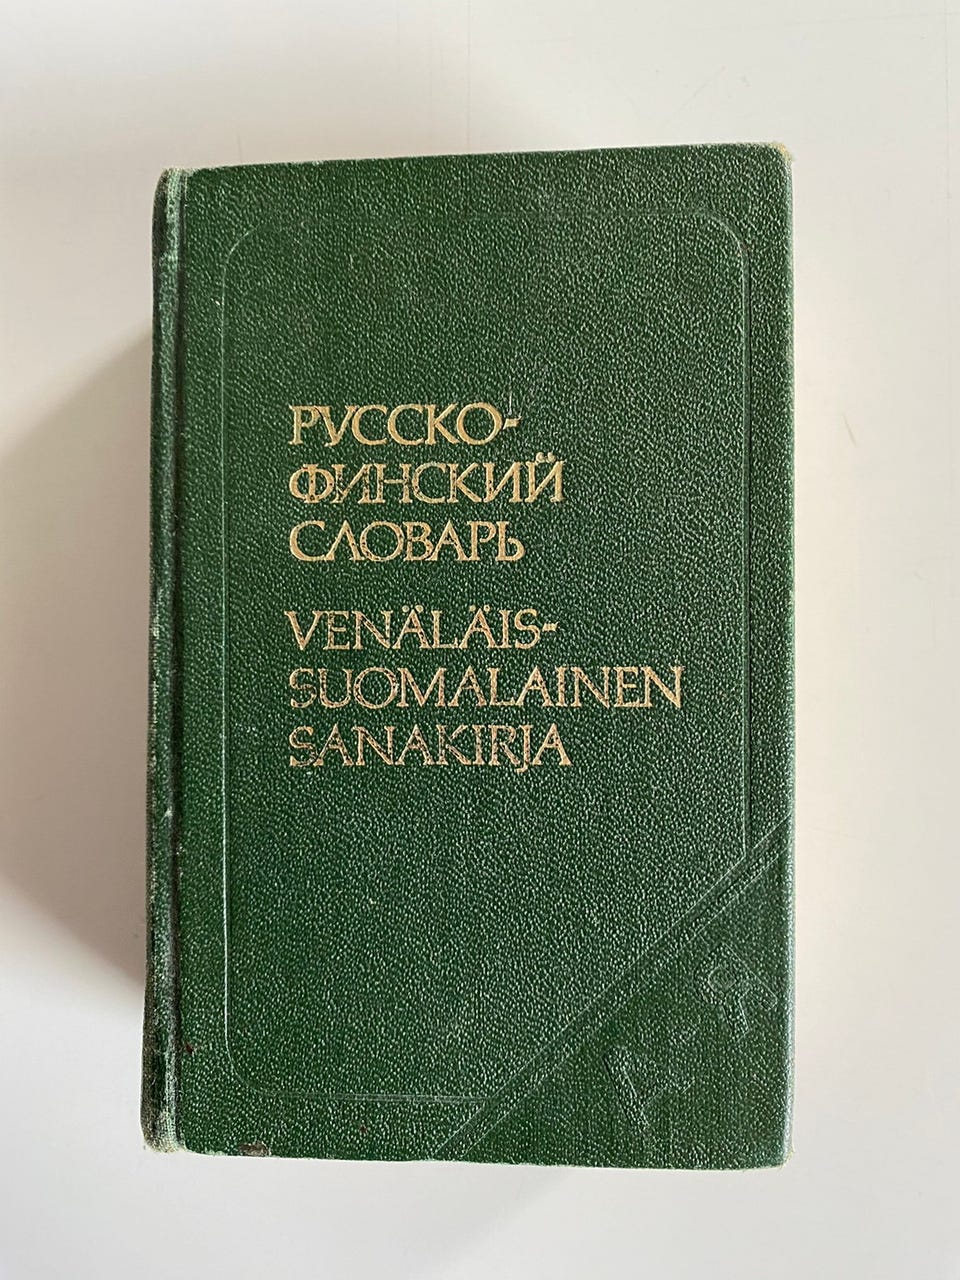 РУССКО-
ФИНСКИЙ
СЛОВАРЬ
VENÄLÄIS-
SUOMALAINEN
SANAKIRJA
А-Я